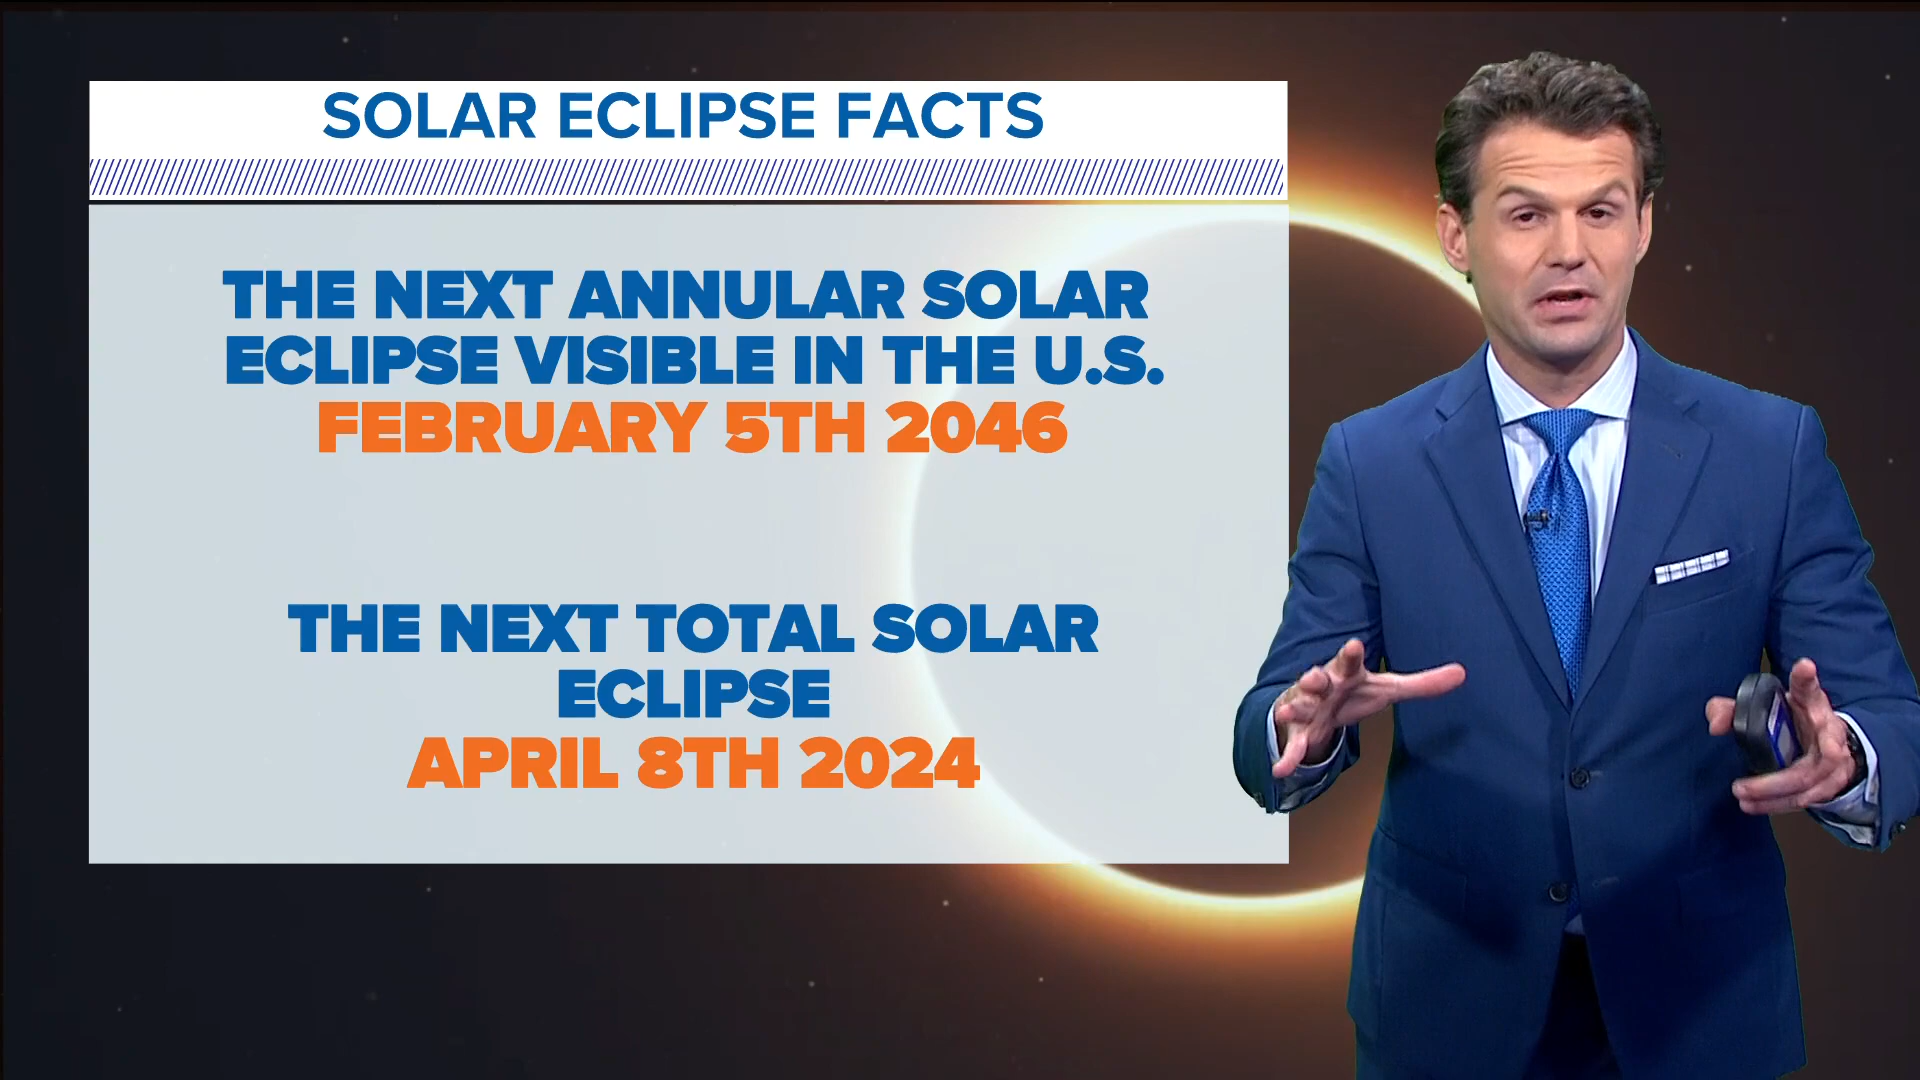 SOLAR ECLIPSE FACTS
THE NEXT ANNULAR SOLAR
ECLIPSE VISIBLE IN THE U.S.
FEBRUARY 5TH 2046
THE NEXT TOTAL SOLAR
ECLIPSE
APRIL 8TH 2024